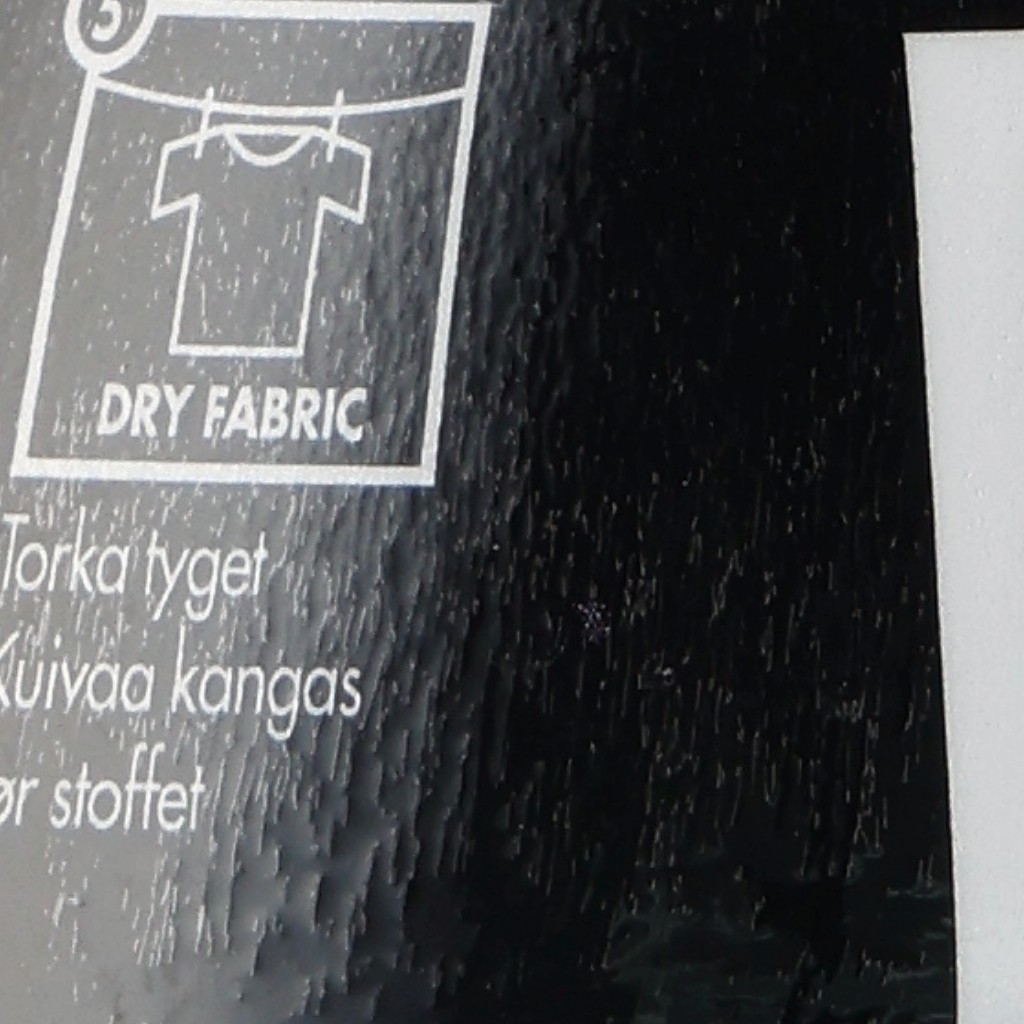 5
DRY FABRIC
Torka tyget
Kuivaa kangas
ør stoffet